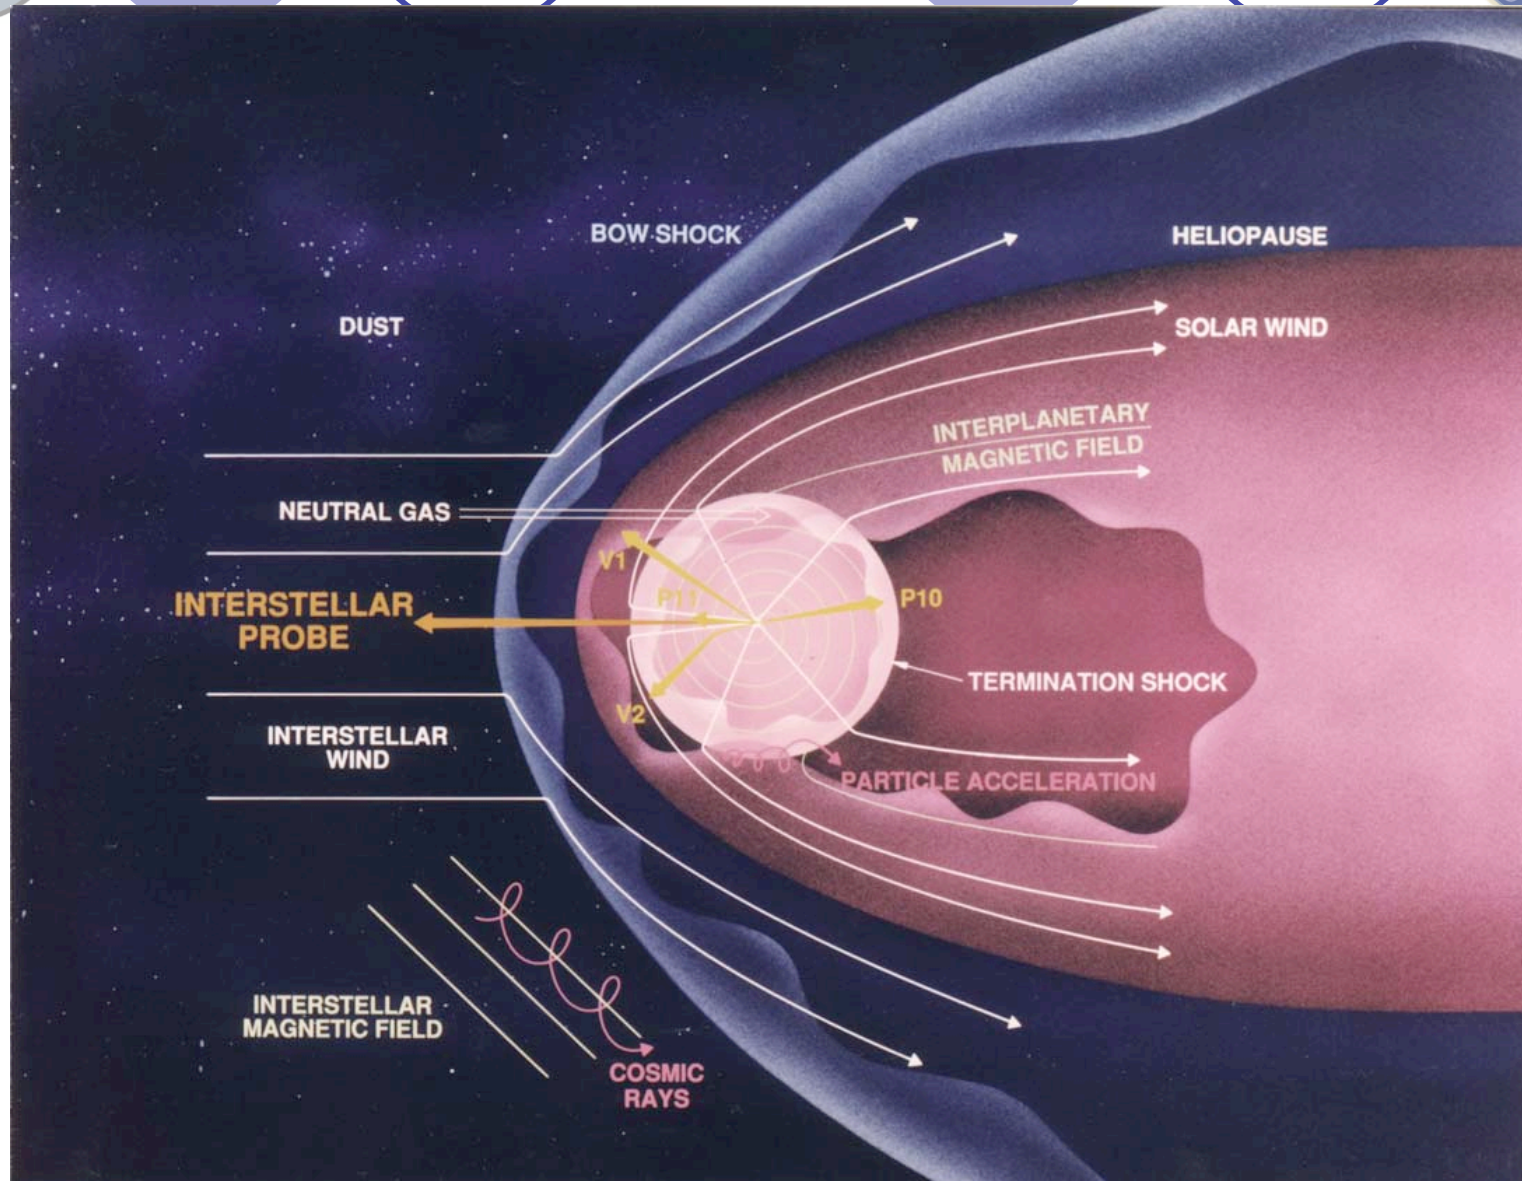 BOW SHOCK
HELIOPAUSE
DUST
SOLAR WIND
INTERPLANETARY
MAGNETIC FIELD
NEUTRAL GAS
V1
P11
P10
INTERSTELLAR
PROBE
TERMINATION SHOCK
V2
INTERSTELLAR
WIND
PARTICLE ACCELERATION
INTERSTELLAR
MAGNETIC FIELD
COSMIC
RAYS